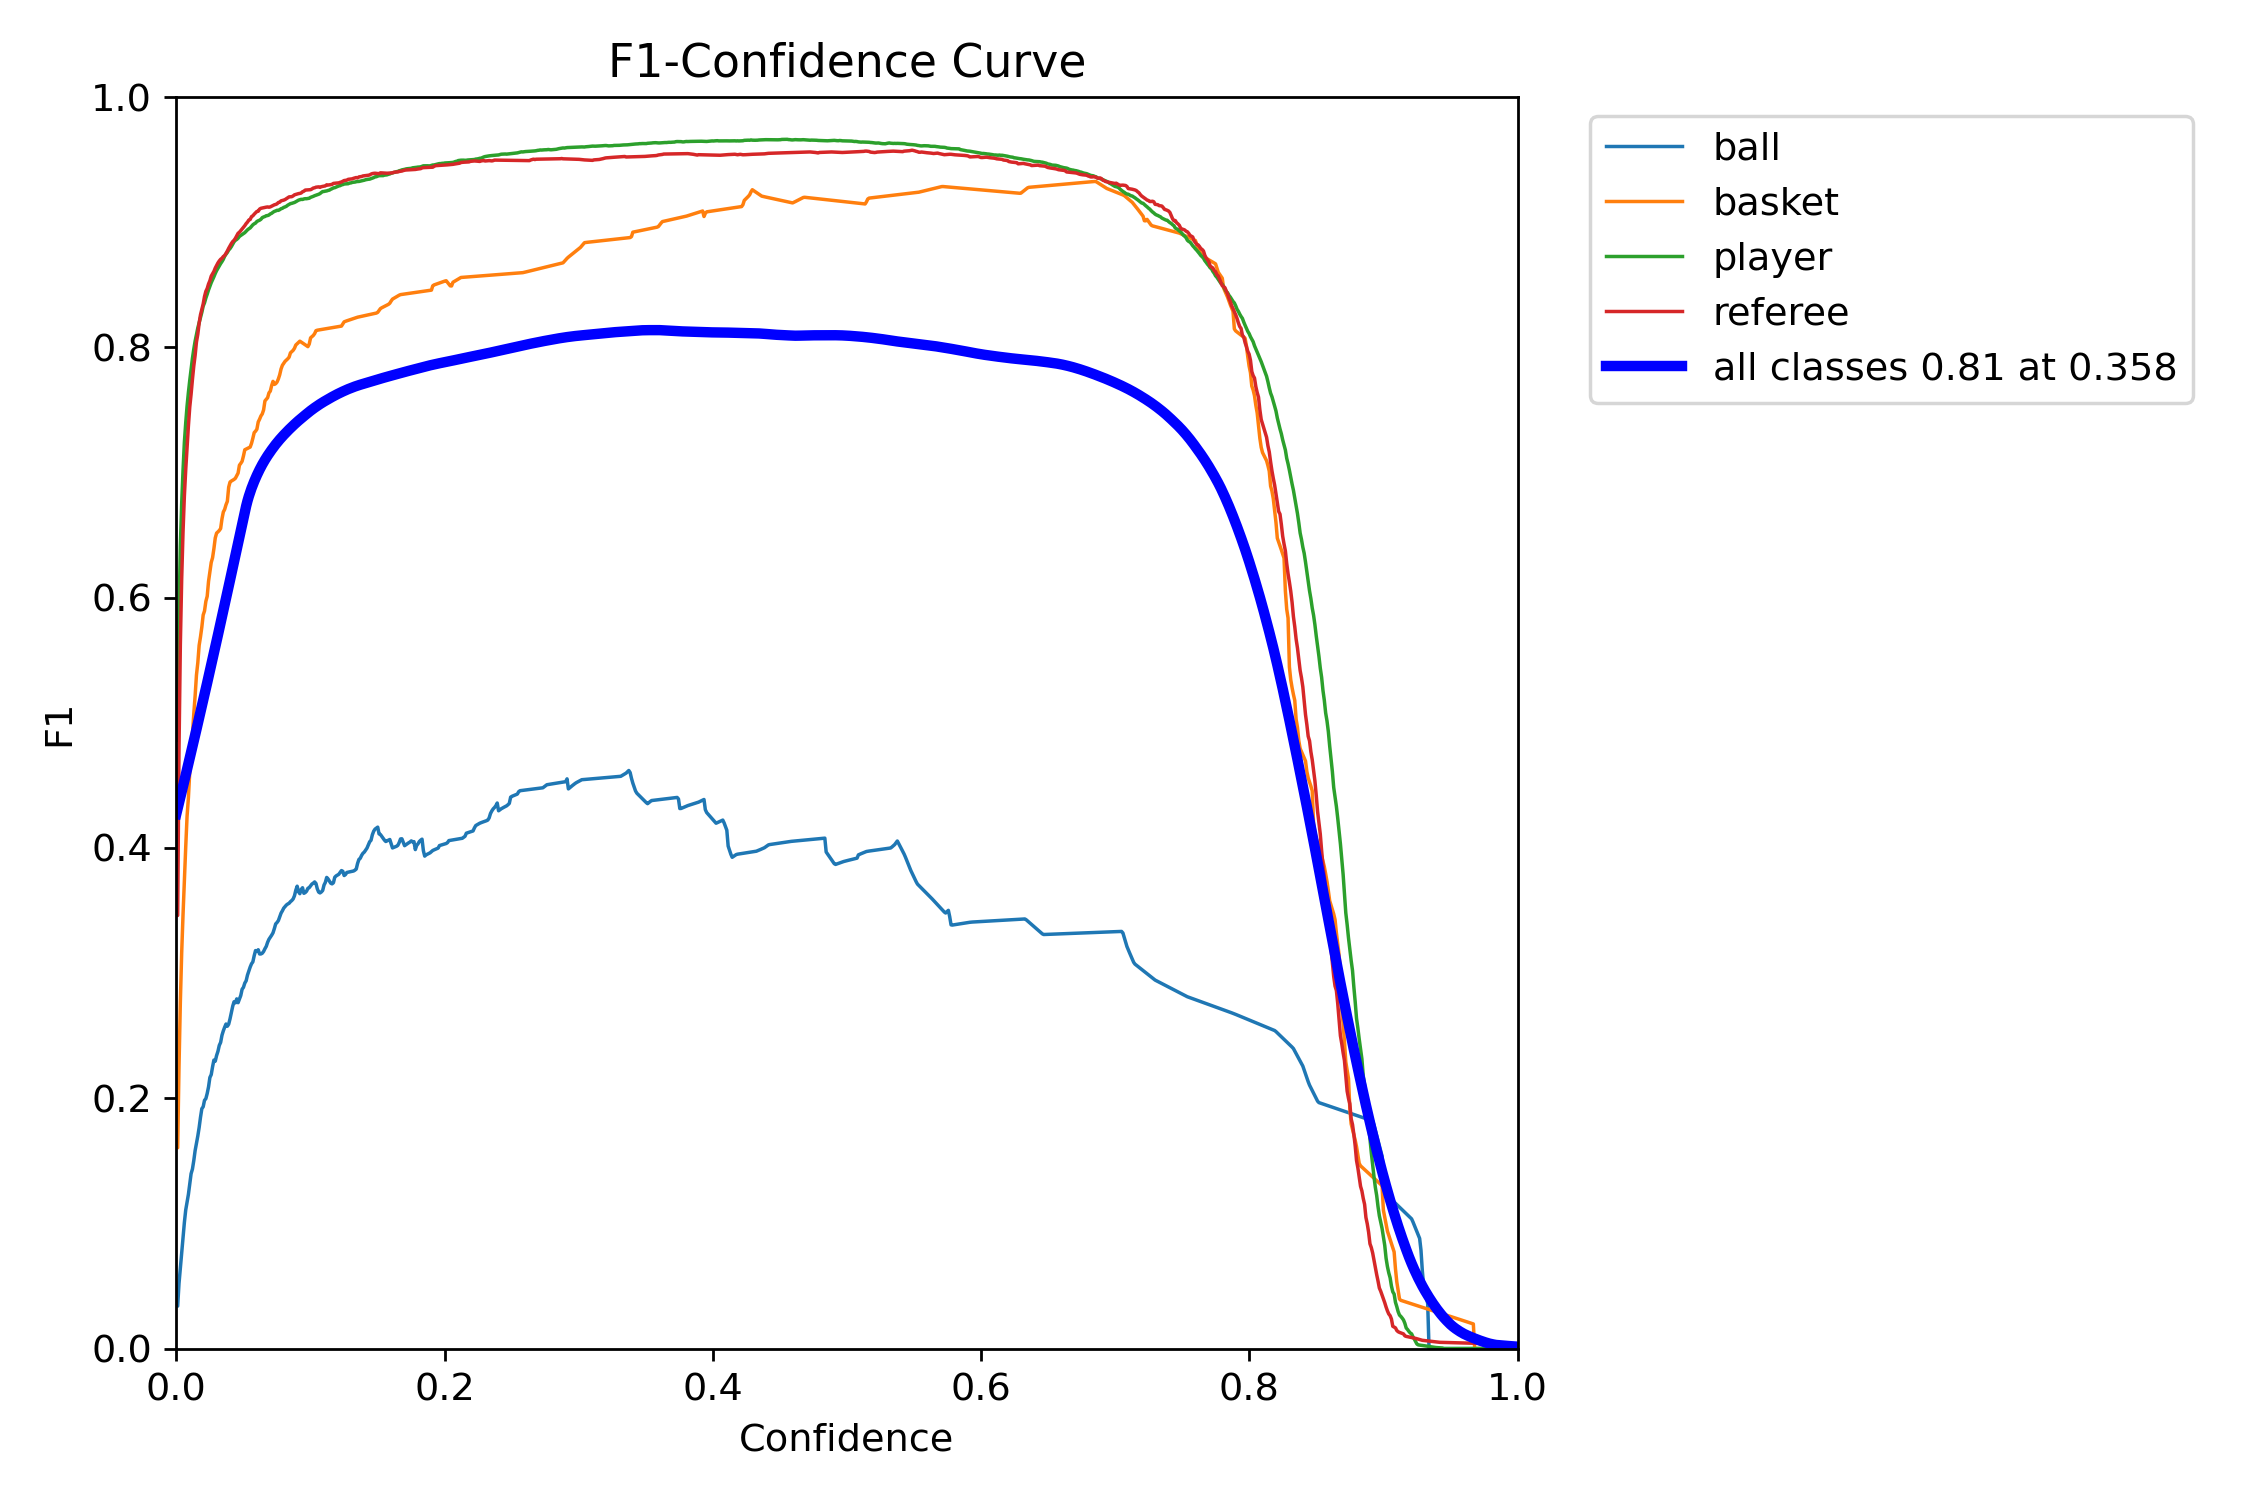 F1-Confidence Curve
1.0
0.8
0.6
0.4
0.2
0.0
F1
0.0 0.2 0.4 0.6 0.8 1.0
Confidence
ball
basket
player
referee
all classes 0.81 at 0.358